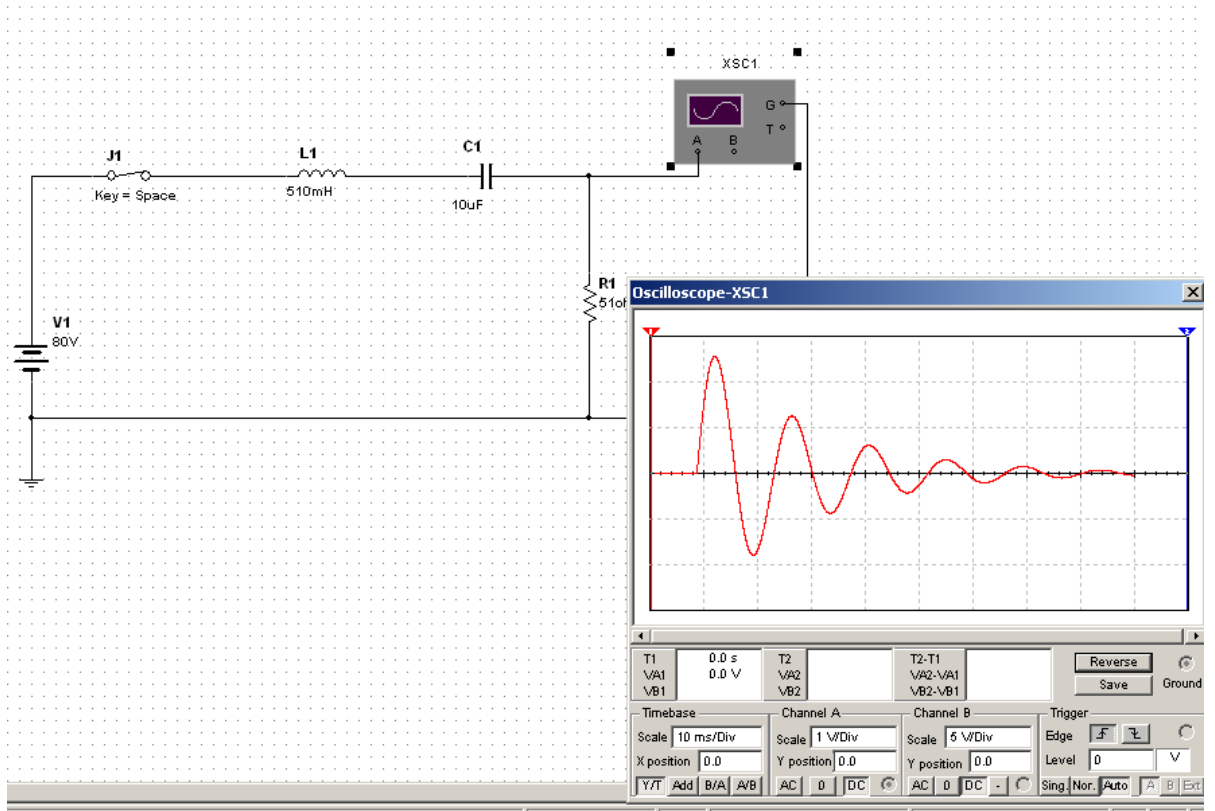 XSC1
G
T
A B
J1
Key = Space
L1
510mH
C1
10uF
R1
V1
80V
Oscilloscope-XSC1
1 2
T1 0.0 s T2 T2-T1 Reverse
VA1 0.0 V VA2 VA2-VA1
VB1 VB2 VB2-VB1 Save Ground
Timebase Channel A Channel B Trigger
Scale 10 ms/Div Scale 1 V/Div Scale 5 V/Div Edge
X position 0.0 Y position 0.0 Y position 0.0 Level 0 V
Y/T Add B/A A/B AC 0 DC AC 0 DC - Sing. Nor. Auto A B Ext